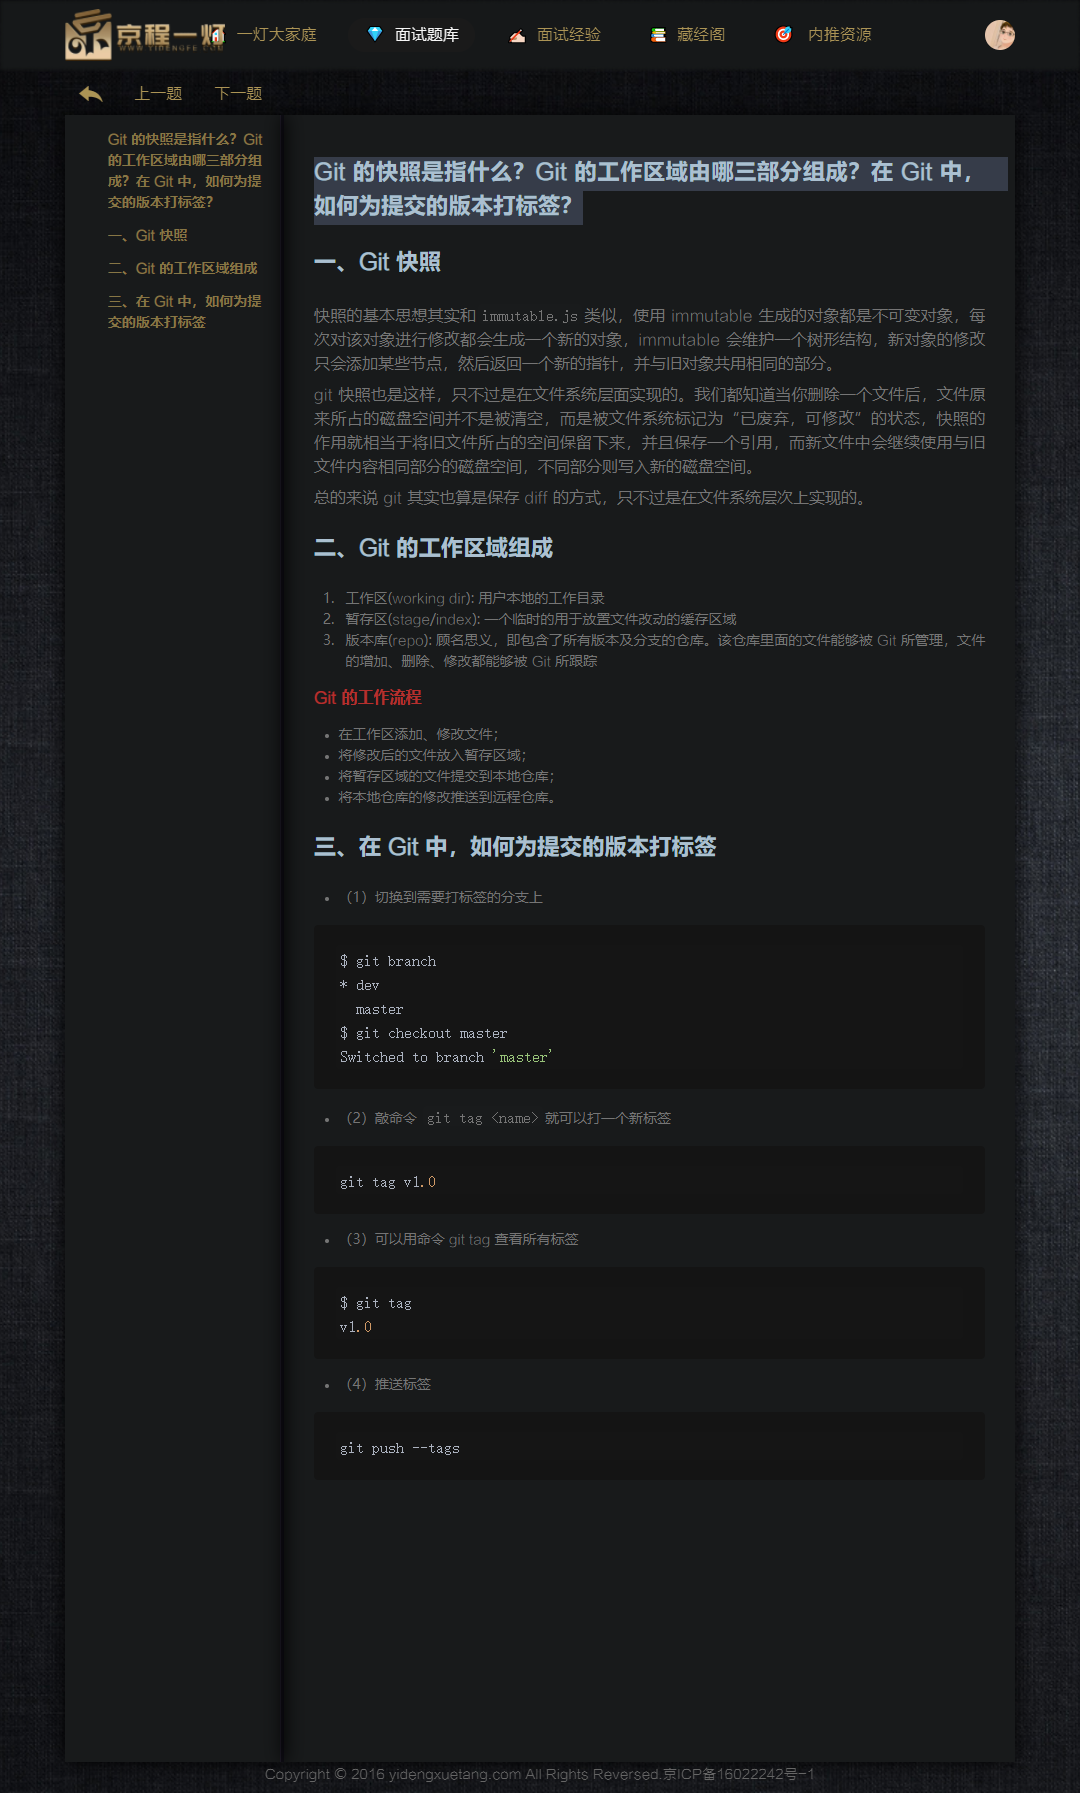 京程一灯
WWW.YIDENGFE.COM
一灯大家庭
面试题库
面试经验
藏经阁
内推资源
上一题
下一题
Git 的快照是指什么？Git
的工作区域由哪三部分组
成？在 Git 中，如何为提
交的版本打标签？
一、Git 快照
二、Git 的工作区域组成
三、在 Git 中，如何为提
交的版本打标签
Git 的快照是指什么？Git 的工作区域由哪三部分组成？在 Git 中，
如何为提交的版本打标签？
一、Git 快照
快照的基本思想其实和 immutable.js 类似，使用 immutable 生成的对象都是不可变对象，每
次对该对象进行修改都会生成一个新的对象，immutable 会维护一个树形结构，新对象的修改
只会添加某些节点，然后返回一个新的指针，并与旧对象共用相同的部分。
git 快照也是这样，只不过是在文件系统层面实现的。我们都知道当你删除一个文件后，文件原
来所占的磁盘空间并不是被清空，而是被文件系统标记为“已废弃，可修改”的状态，快照的
作用就相当于将旧文件所占的空间保留下来，并且保存一个引用，而新文件中会继续使用与旧
文件内容相同部分的磁盘空间，不同部分则写入新的磁盘空间。
总的来说 git 其实也算是保存 diff 的方式，只不过是在文件系统层次上实现的。
二、Git 的工作区域组成
1. 工作区(working dir): 用户本地的工作目录
2. 暂存区(stage/index): 一个临时的用于放置文件改动的缓存区域
3. 版本库(repo): 顾名思义，即包含了所有版本及分支的仓库。该仓库里面的文件能够被 Git 所管理，文件
的增加、删除、修改都能够被 Git 所跟踪
Git 的工作流程
• 在工作区添加、修改文件；
• 将修改后的文件放入暂存区域；
• 将暂存区域的文件提交到本地仓库；
• 将本地仓库的修改推送到远程仓库。
三、在 Git 中，如何为提交的版本打标签
• （1）切换到需要打标签的分支上
$ git branch
* dev
  master
$ git checkout master
Switched to branch 'master'
• （2）敲命令 git tag <name> 就可以打一个新标签
git tag v1.0
• （3）可以用命令 git tag 查看所有标签
$ git tag
v1.0
• （4）推送标签
git push --tags
Copyright © 2016 yidengxuetang.com All Rights Reversed.京ICP备16022242号-1